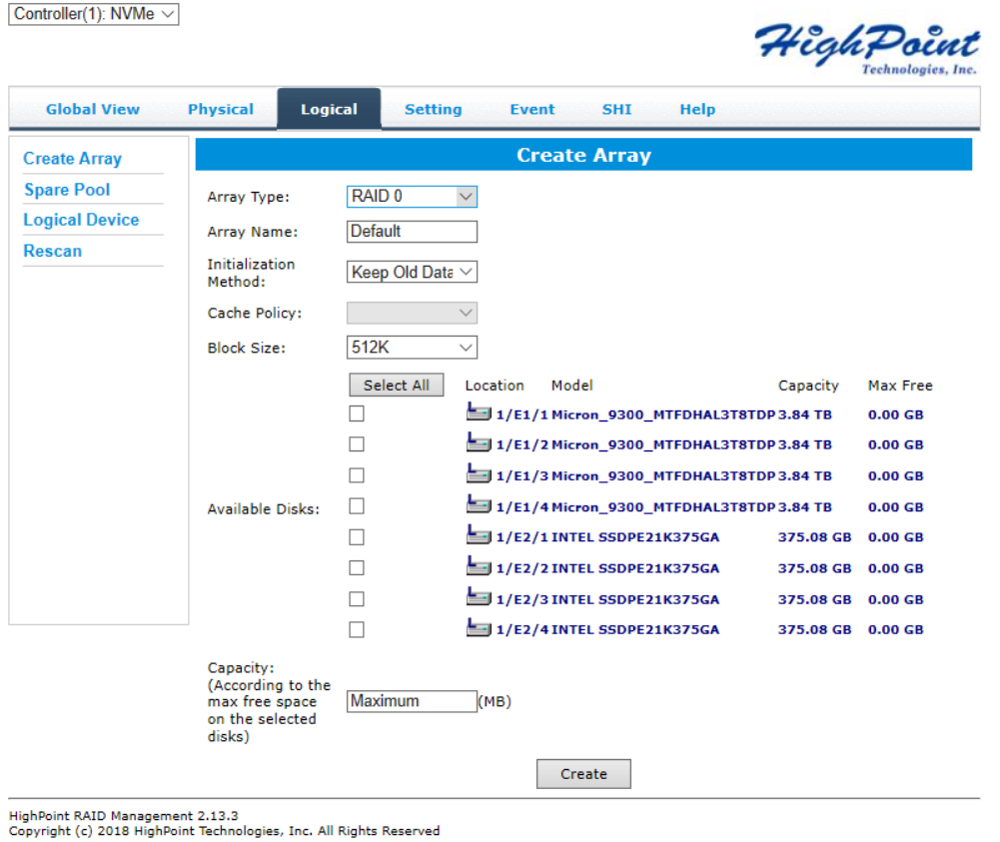 Controller(1): NVMe
HighPoint
Technologies, Inc.
Global View Physical Logical Setting Event SHI Help
Create Array
Spare Pool
Logical Device
Rescan
Create Array
Array Type: RAID 0
Array Name: Default
Initialization
Method:
Keep Old Data
Cache Policy:
Block Size: 512K
Select All Location Model Capacity Max Free
Available Disks:
1/E1/1 Micron_9300_MTFDHAL3T8TDP 3.84 TB 0.00 GB
1/E1/2 Micron_9300_MTFDHAL3T8TDP 3.84 TB 0.00 GB
1/E1/3 Micron_9300_MTFDHAL3T8TDP 3.84 TB 0.00 GB
1/E1/4 Micron_9300_MTFDHAL3T8TDP 3.84 TB 0.00 GB
1/E2/1 INTEL SSDPE21K375GA 375.08 GB 0.00 GB
1/E2/2 INTEL SSDPE21K375GA 375.08 GB 0.00 GB
1/E2/3 INTEL SSDPE21K375GA 375.08 GB 0.00 GB
1/E2/4 INTEL SSDPE21K375GA 375.08 GB 0.00 GB
Capacity:
(According to the
max free space
on the selected
disks)
Maximum (MB)
Create
HighPoint RAID Management 2.13.3
Copyright (c) 2018 HighPoint Technologies, Inc. All Rights Reserved